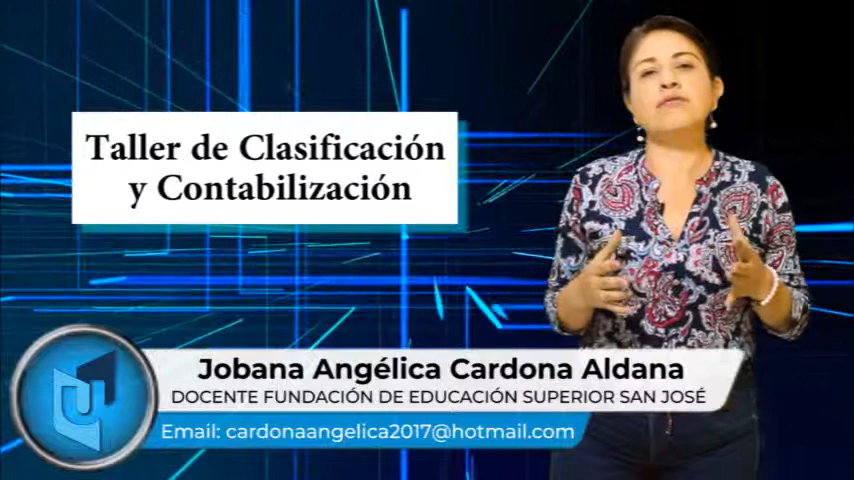 Taller de Clasificación
y Contabilización
Jobana Angélica Cardona Aldana
DOCENTE FUNDACIÓN DE EDUCACIÓN SUPERIOR SAN JOSÉ
Email: cardonaangelica2017@hotmail.com